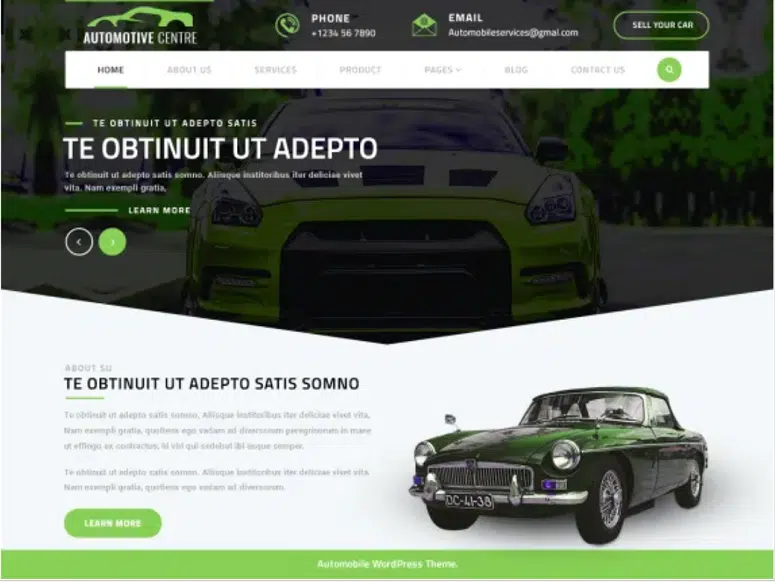 AUTOMOTIVE CENTRE
PHONE
+1234 56 7890
EMAIL
Automobileservices@gmal.com
SELL YOUR CAR
HOME
ABOUT US
SERVICES
PRODUCT
PAGES
BLOG
CONTACT US
TE OBTINUIT UT ADEPTO SATIS
TE OBTINUIT UT ADEPTO
Te obtinuit ut adepto satis somno. Aliisque institoribus iter deliciae vivet
vita. Nam exempli gratia,
LEARN MORE
ABOUT SU
TE OBTINUIT UT ADEPTO SATIS SOMNO
Te obtinuit ut adepto satis somno. Aliisque institoribus iter deliciae vivet vita.
Nam exempli gratia, quotiens ego vadam ad diversorum peregrinorum in mane
ut effingo ex contractus, hi viri qui sedebat ibi usque semper.
Te obtinuit ut adepto satis somno. Aliisque institoribus iter deliciae vivet vita.
Nam exempli gratia, quotiens ego vadam ad diversorum.
DC-41-38
LEARN MORE
Automobile WordPress Theme.